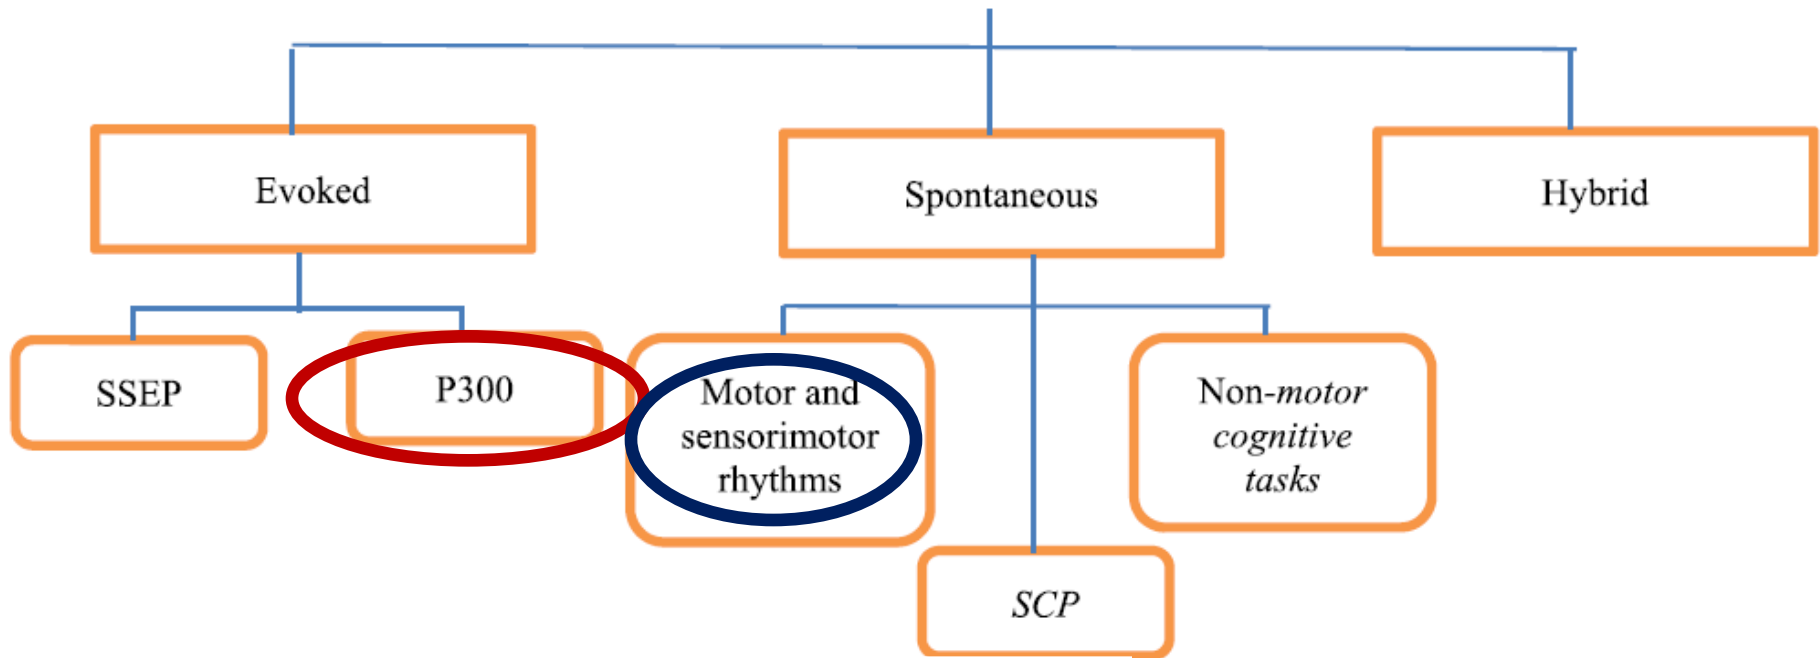 Evoked
Spontaneous
Hybrid
SSEP
P300
Motor and
sensorimotor
rhythms
Non-motor
cognitive
tasks
SCP